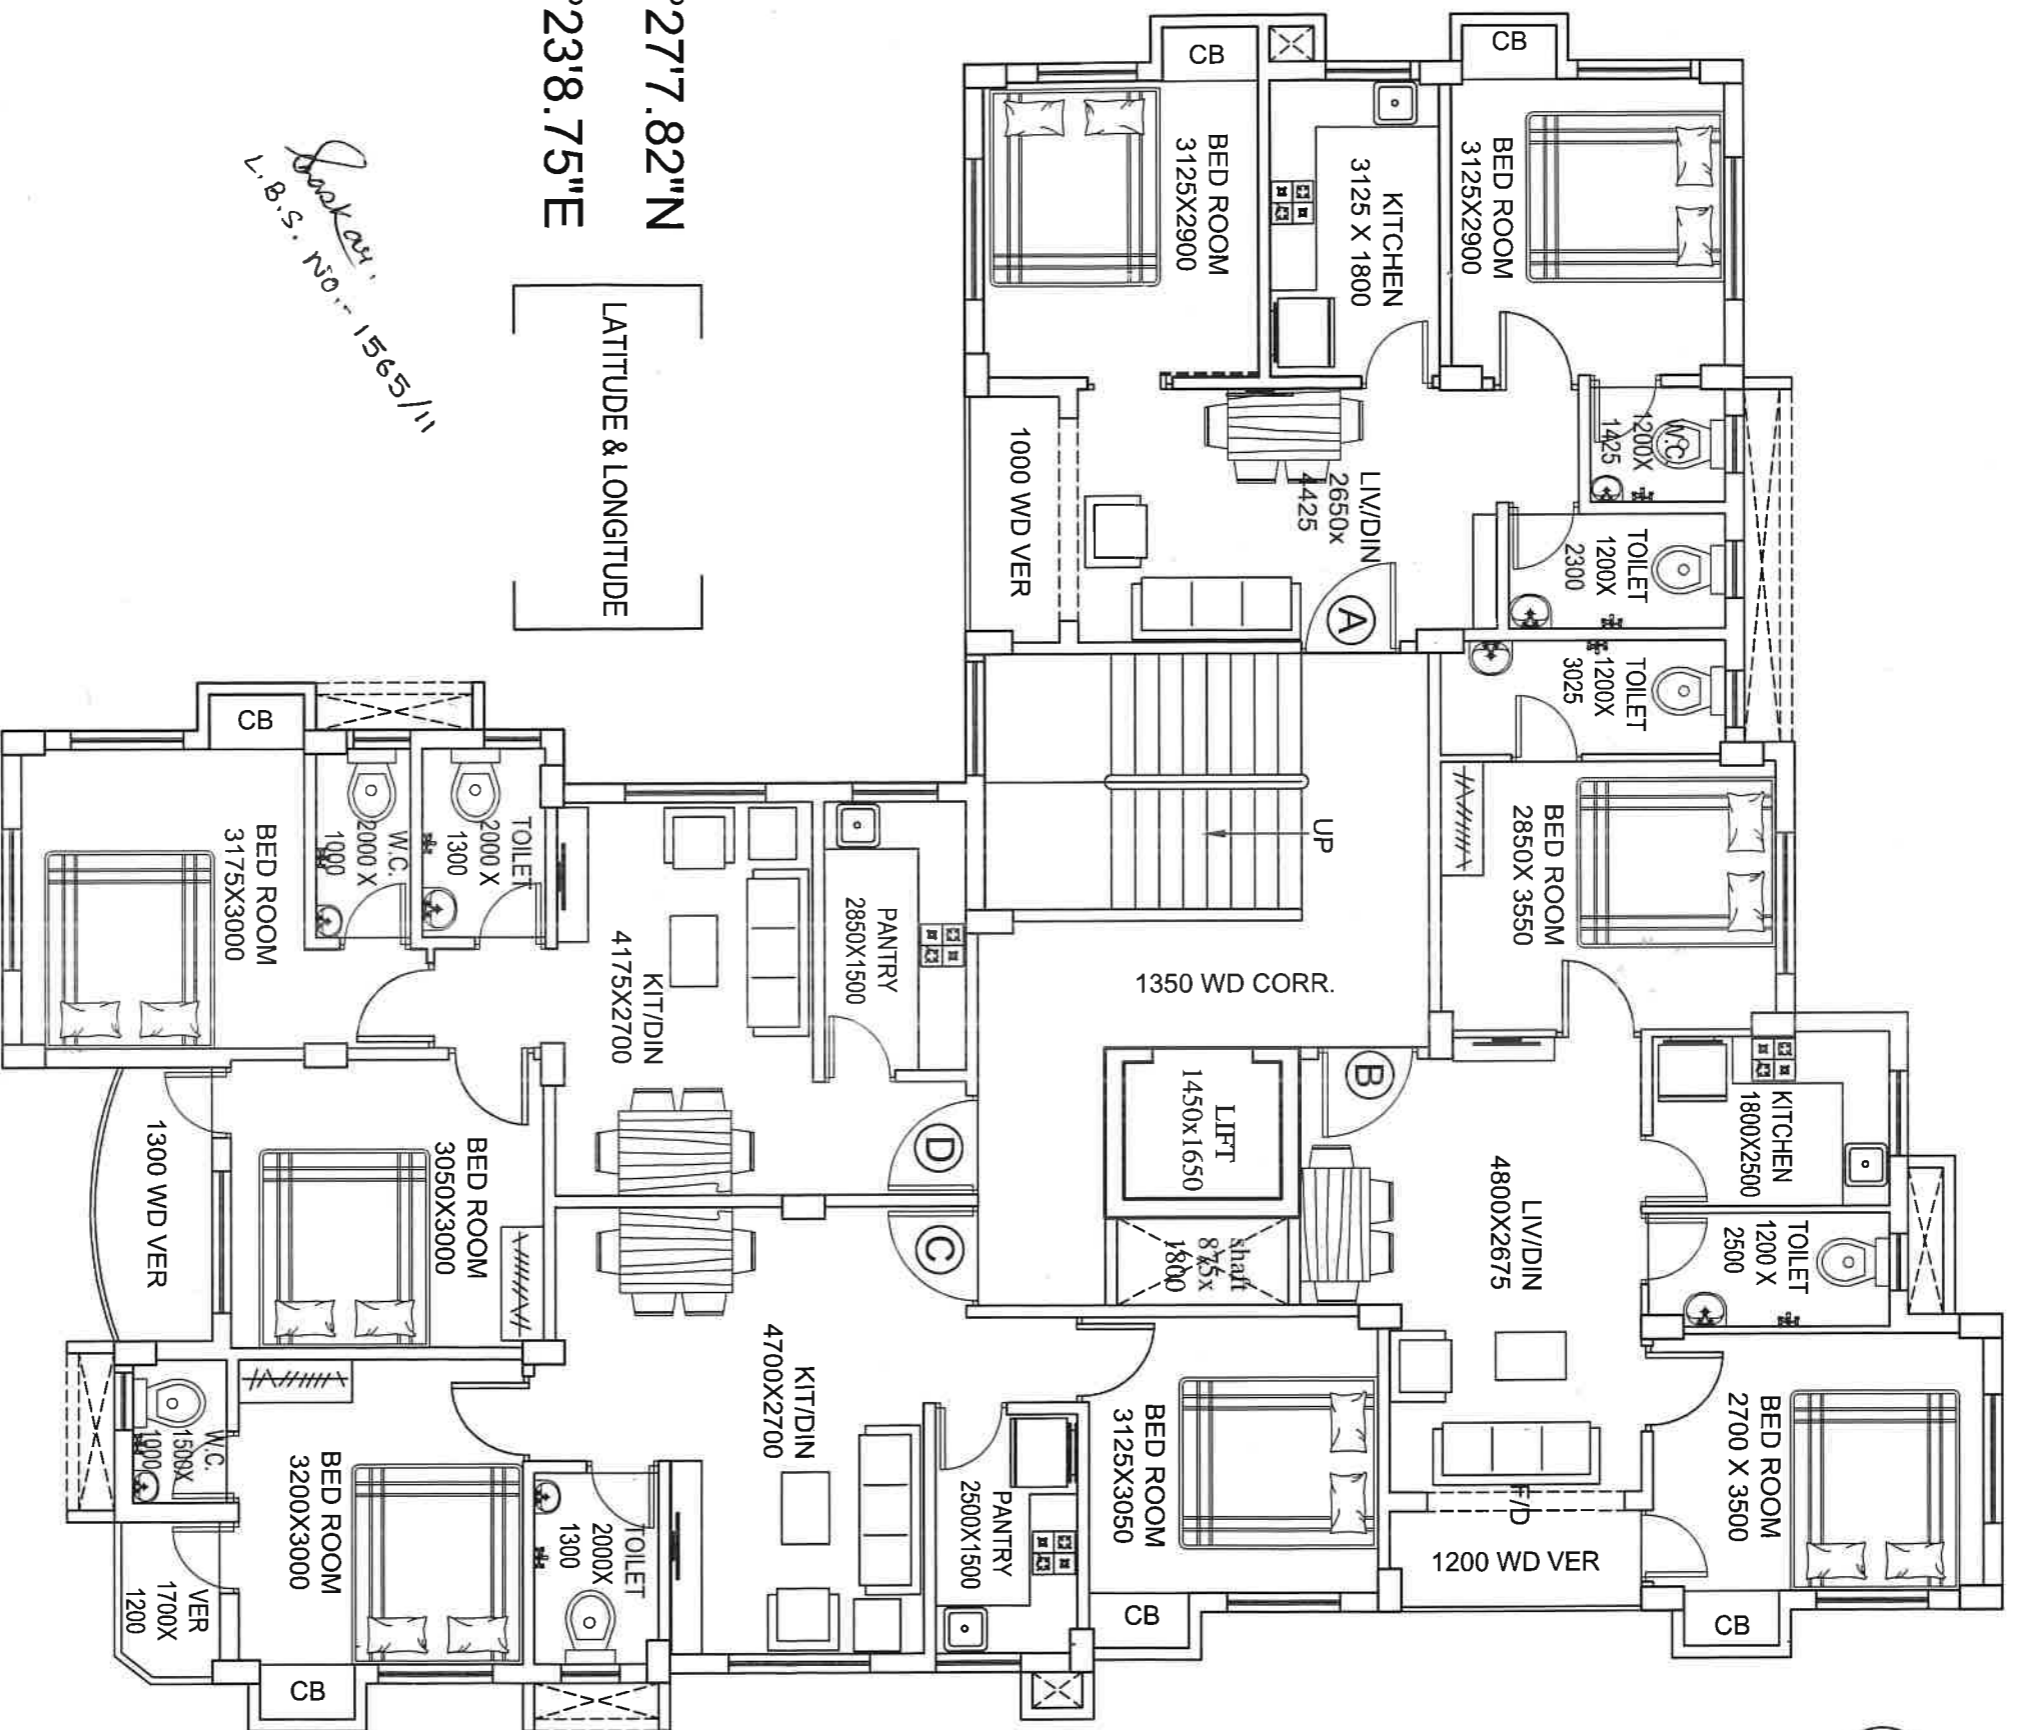 °27'7.82"N
°23'8.75"E
LATITUDE & LONGITUDE
L.B.S. No.- 1565/11
CB
CB
BED ROOM
3125X2900
KITCHEN
3125 X 1800
BED ROOM
3125X2900
W.C.
1200X
1425
1000 WD VER
LIV/DIN
2650x
4425
A
TOILET
1200X
2300
TOILET
1200X
3025
UP
BED ROOM
2850X 3550
1350 WD CORR.
B
LIFT
1450x1650
shaft
875x
1800
KITCHEN
1800X2500
LIV/DIN
4800X2675
TOILET
1200 X
2500
BED ROOM
2700 X 3500
F/D
1200 WD VER
CB
CB
BED ROOM
3125X3050
CB
W.C.
2000 X
1000
TOILET
2000 X
1300
BED ROOM
3175X3000
PANTRY
2850X1500
KIT/DIN
4175X2700
D
C
BED ROOM
3050X3000
1300 WD VER
KIT/DIN
4700X2700
PANTRY
2500X1500
W.C.
1500X
1000
BED ROOM
3200X3000
TOILET
2000X
1300
VER
1700X
1200
CB